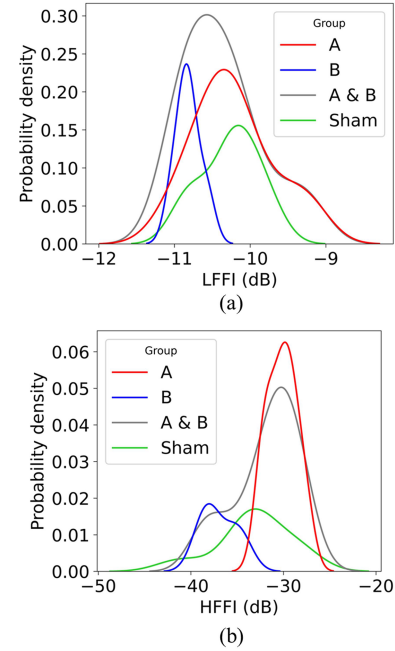 Probability density
0.30
0.25
0.20
0.15
0.10
0.05
0.00
Group
A
B
A & B
Sham
−12 −11 −10 −9
LFFI (dB)
(a)
Probability density
0.06
0.05
0.04
0.03
0.02
0.01
0.00
Group
A
B
A & B
Sham
−50 −40 −30 −20
HFFI (dB)
(b)